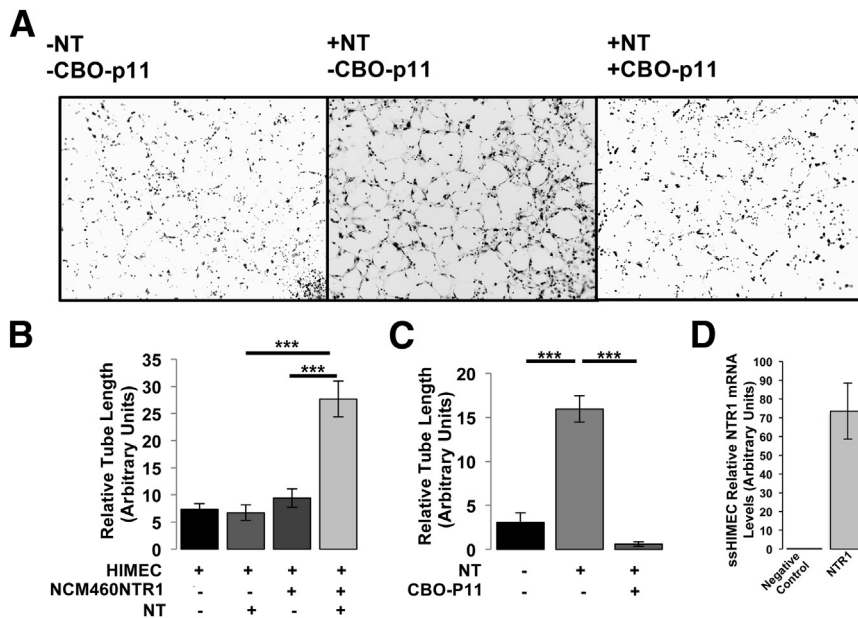 A
-NT
-CBO-p11
+NT
-CBO-p11
+NT
+CBO-p11
B
Relative Tube Length
(Arbitrary Units)
35
30
25
20
15
10
5
0
***
***
HIMEC + + + +
NCM460NTR1 - - + +
NT - + - +
C
Relative Tube Length
(Arbitrary Units)
20
15
10
5
0
*** ***
NT - + +
CBO-P11 - - +
D
ssHIMEC Relative NTR1 mRNA
Levels (Arbitrary Units)
100
90
80
70
60
50
40
30
20
10
0
Negative
Control
NTR1